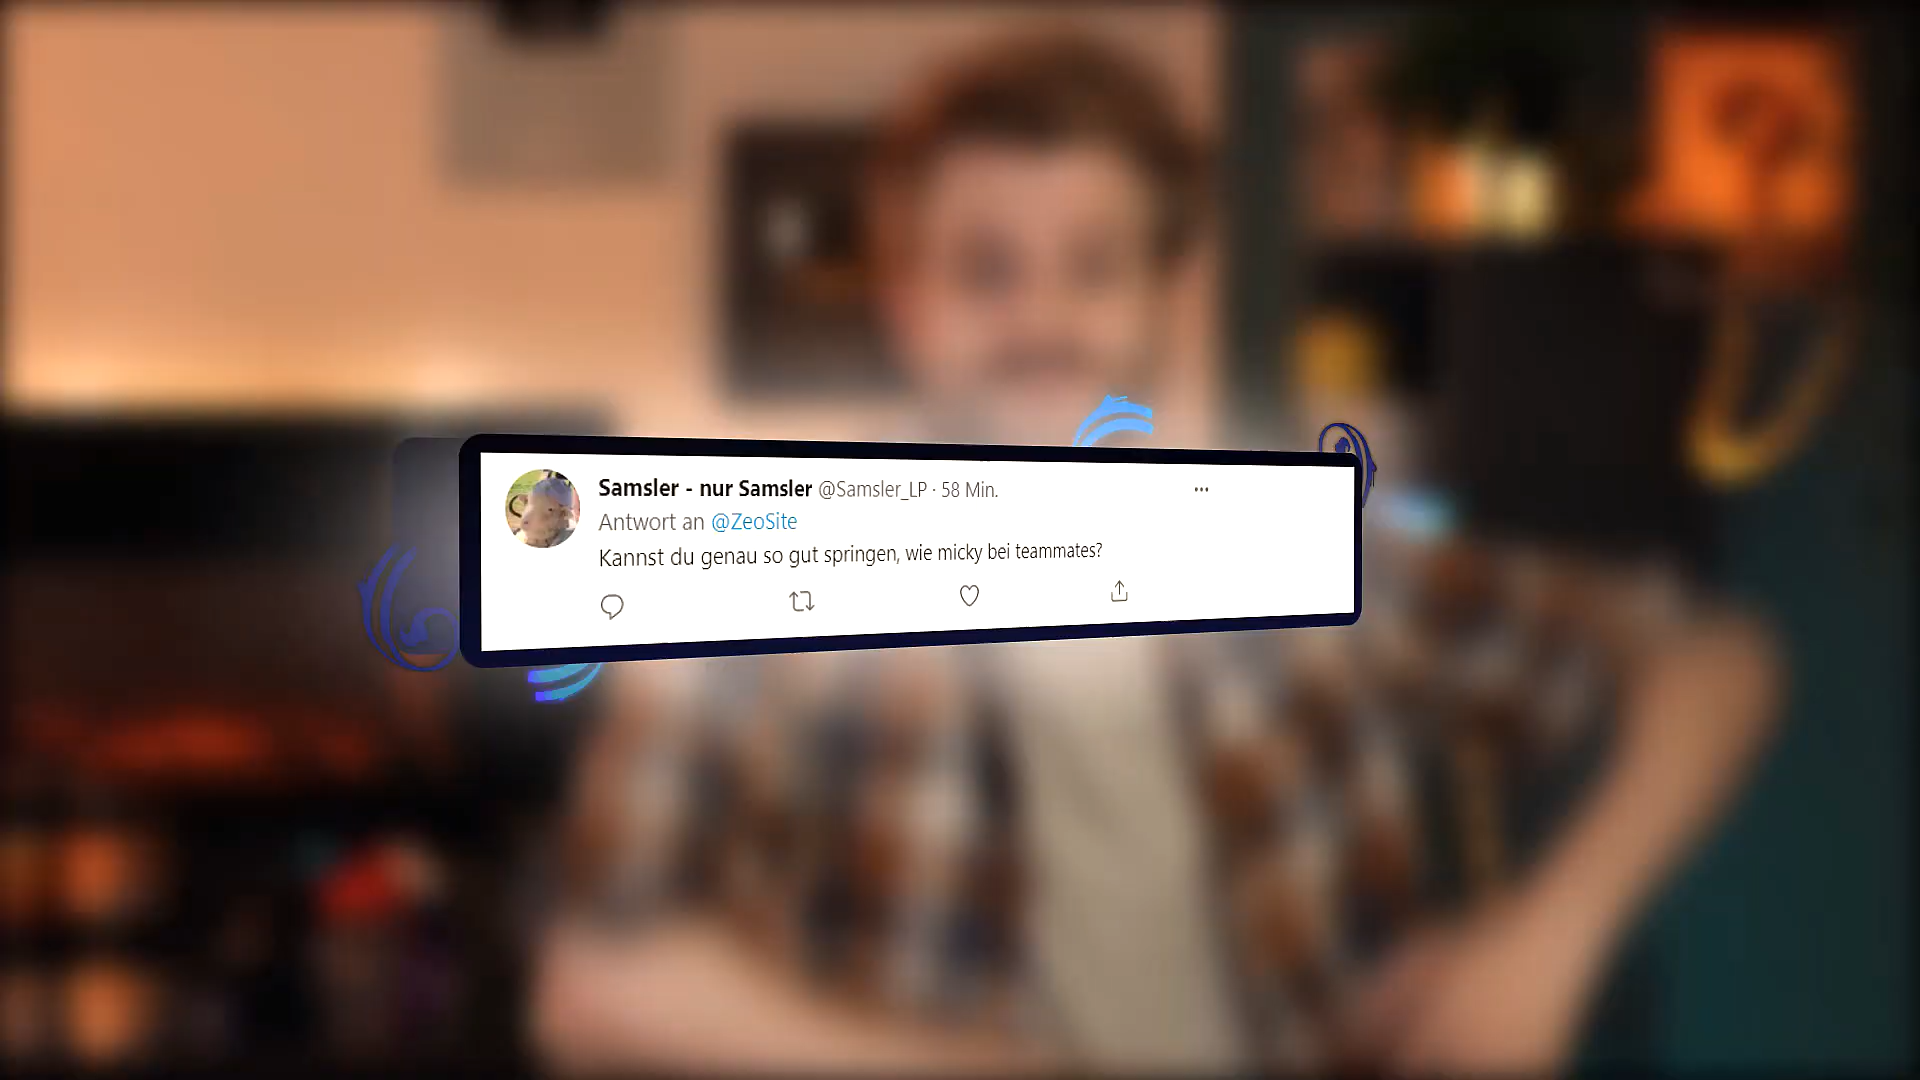 Samsler - nur Samsler @Samsler_LP · 58 Min.
Antwort an @ZeoSite
Kannst du genau so gut springen, wie micky bei teammates?